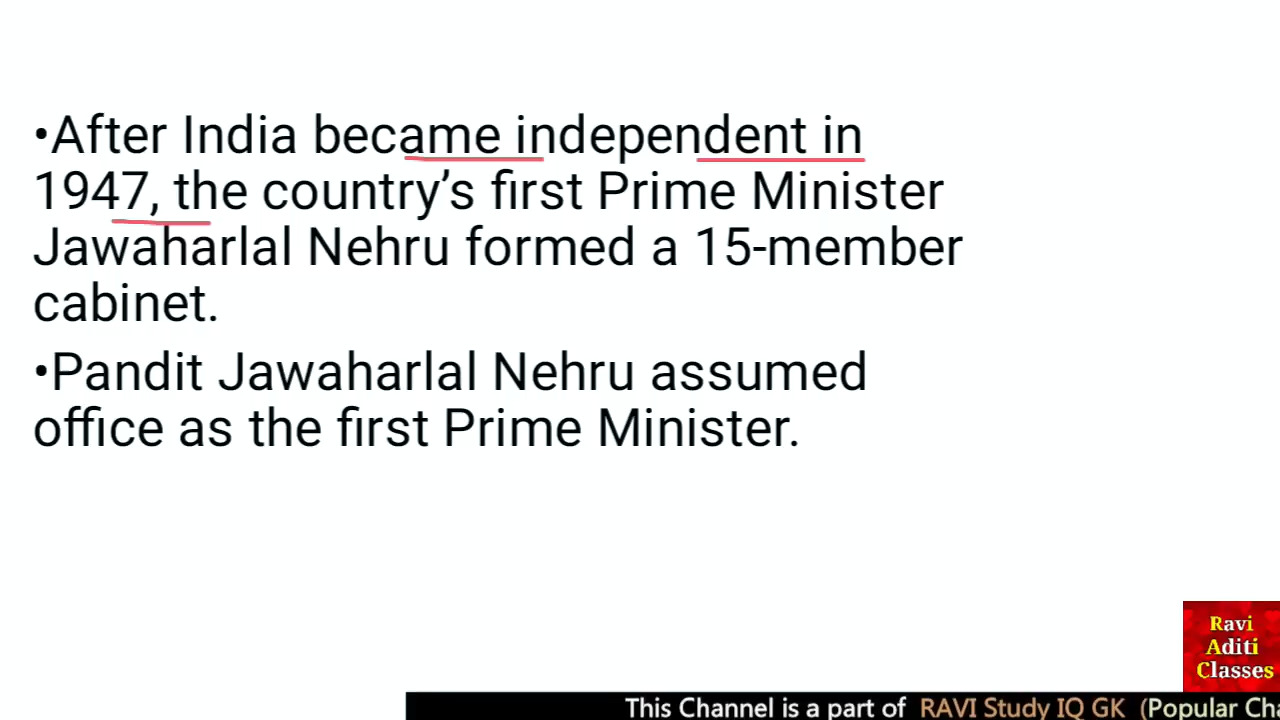 •After India became independent in
1947, the country’s first Prime Minister
Jawaharlal Nehru formed a 15-member
cabinet.
•Pandit Jawaharlal Nehru assumed
office as the first Prime Minister.
Ravi
Aditi
Classes
This Channel is a part of RAVI Study IQ GK (Popular Cha